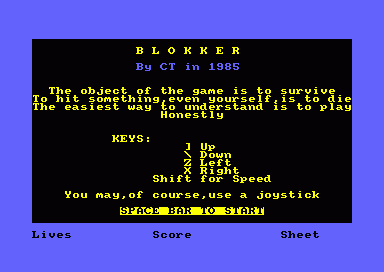 B L O K K E R
By CT in 1985
The object of the game is to survive
To hit something,even yourself,is to die
The easiest way to understand is to play
Honestly
KEYS:
] Up
\ Down
Z Left
X Right
Shift for Speed
You may,of course,use a joystick
SPACE BAR TO START
Lives Score Sheet